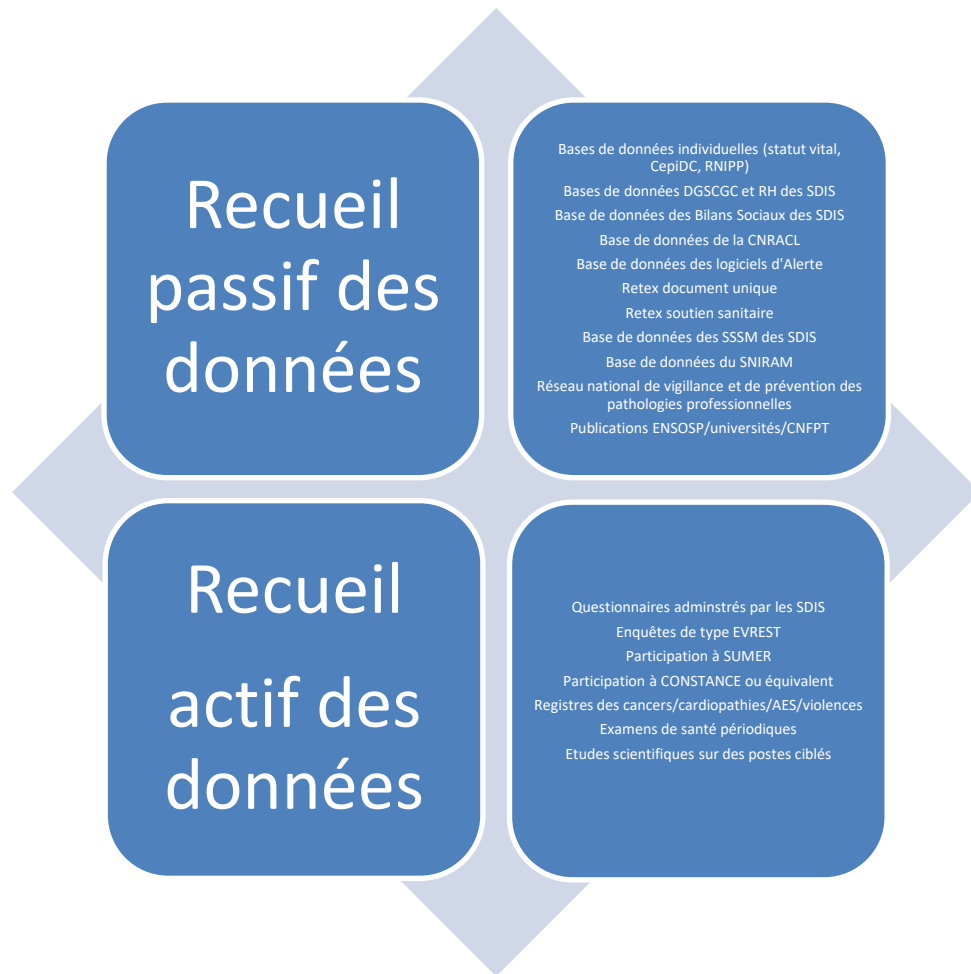 Recueil
passif des
données
Bases de données individuelles (statut vital,
CepiDC, RNIPP)
Bases de données DGSCGC et RH des SDIS
Base de données des Bilans Sociaux des SDIS
Base de données de la CNRACL
Base de données des logiciels d'Alerte
Retex document unique
Retex soutien sanitaire
Base de données des SSSM des SDIS
Base de données du SNIRAM
Réseau national de vigillance et de prévention des
pathologies professionnelles
Publications ENSOSP/universités/CNFPT
Recueil
actif des
données
Questionnaires adminstrés par les SDIS
Enquêtes de type EVREST
Participation à SUMER
Participation à CONSTANCE ou équivalent
Registres des cancers/cardiopathies/AES/violences
Examens de santé périodiques
Etudes scientifiques sur des postes ciblés